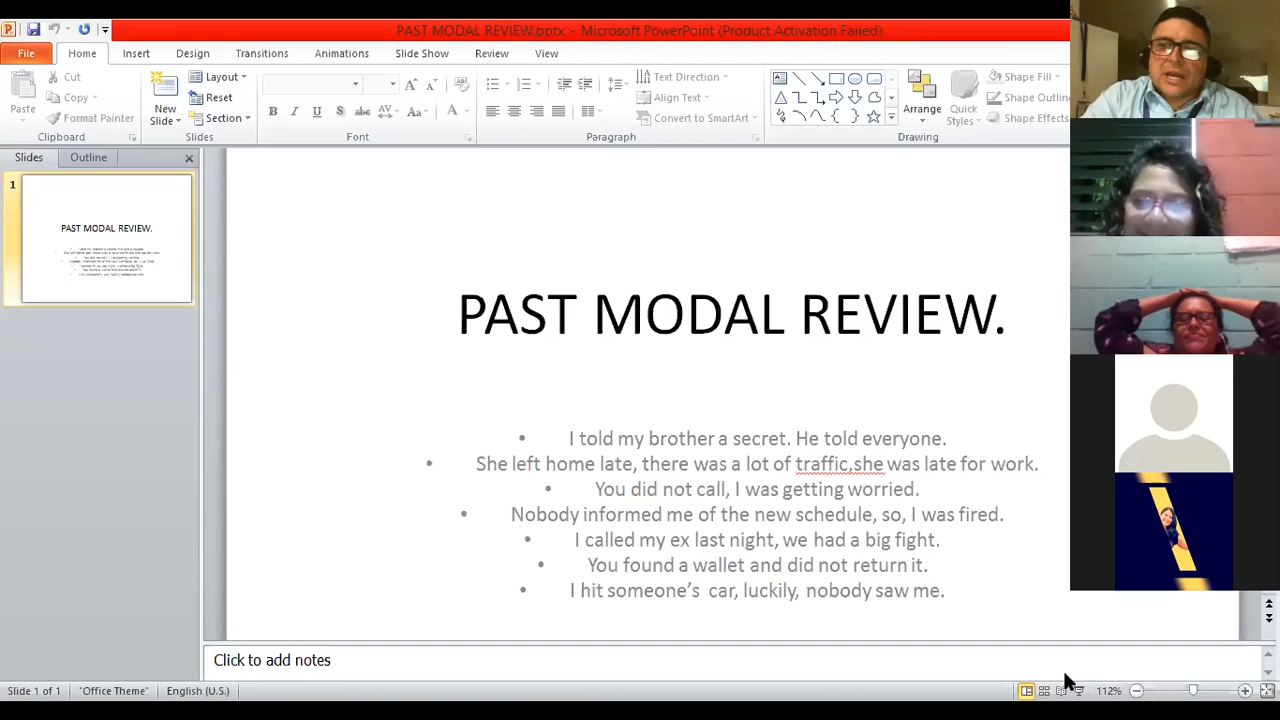 PAST MODAL REVIEW.pptx - Microsoft PowerPoint (Product Activation Failed)
File Home Insert Design Transitions Animations Slide Show Review View
Cut
Copy
Format Painter
Paste
Clipboard
New
Slide
Layout
Reset
Section
Slides
B I U S abc AV Aa A
Font
Text Direction
Align Text
Convert to SmartArt
Paragraph
Arrange
Quick
Styles
Shape Fill
Shape Outline
Shape Effects
Drawing
Slides Outline
1
PAST MODAL REVIEW.
PAST MODAL REVIEW.
• I told my brother a secret. He told everyone.
• She left home late, there was a lot of traffic,she was late for work.
• You did not call, I was getting worried.
• Nobody informed me of the new schedule, so, I was fired.
• I called my ex last night, we had a big fight.
• You found a wallet and did not return it.
• I hit someone’s car, luckily, nobody saw me.
Click to add notes
Slide 1 of 1 "Office Theme" English (U.S.) 112%